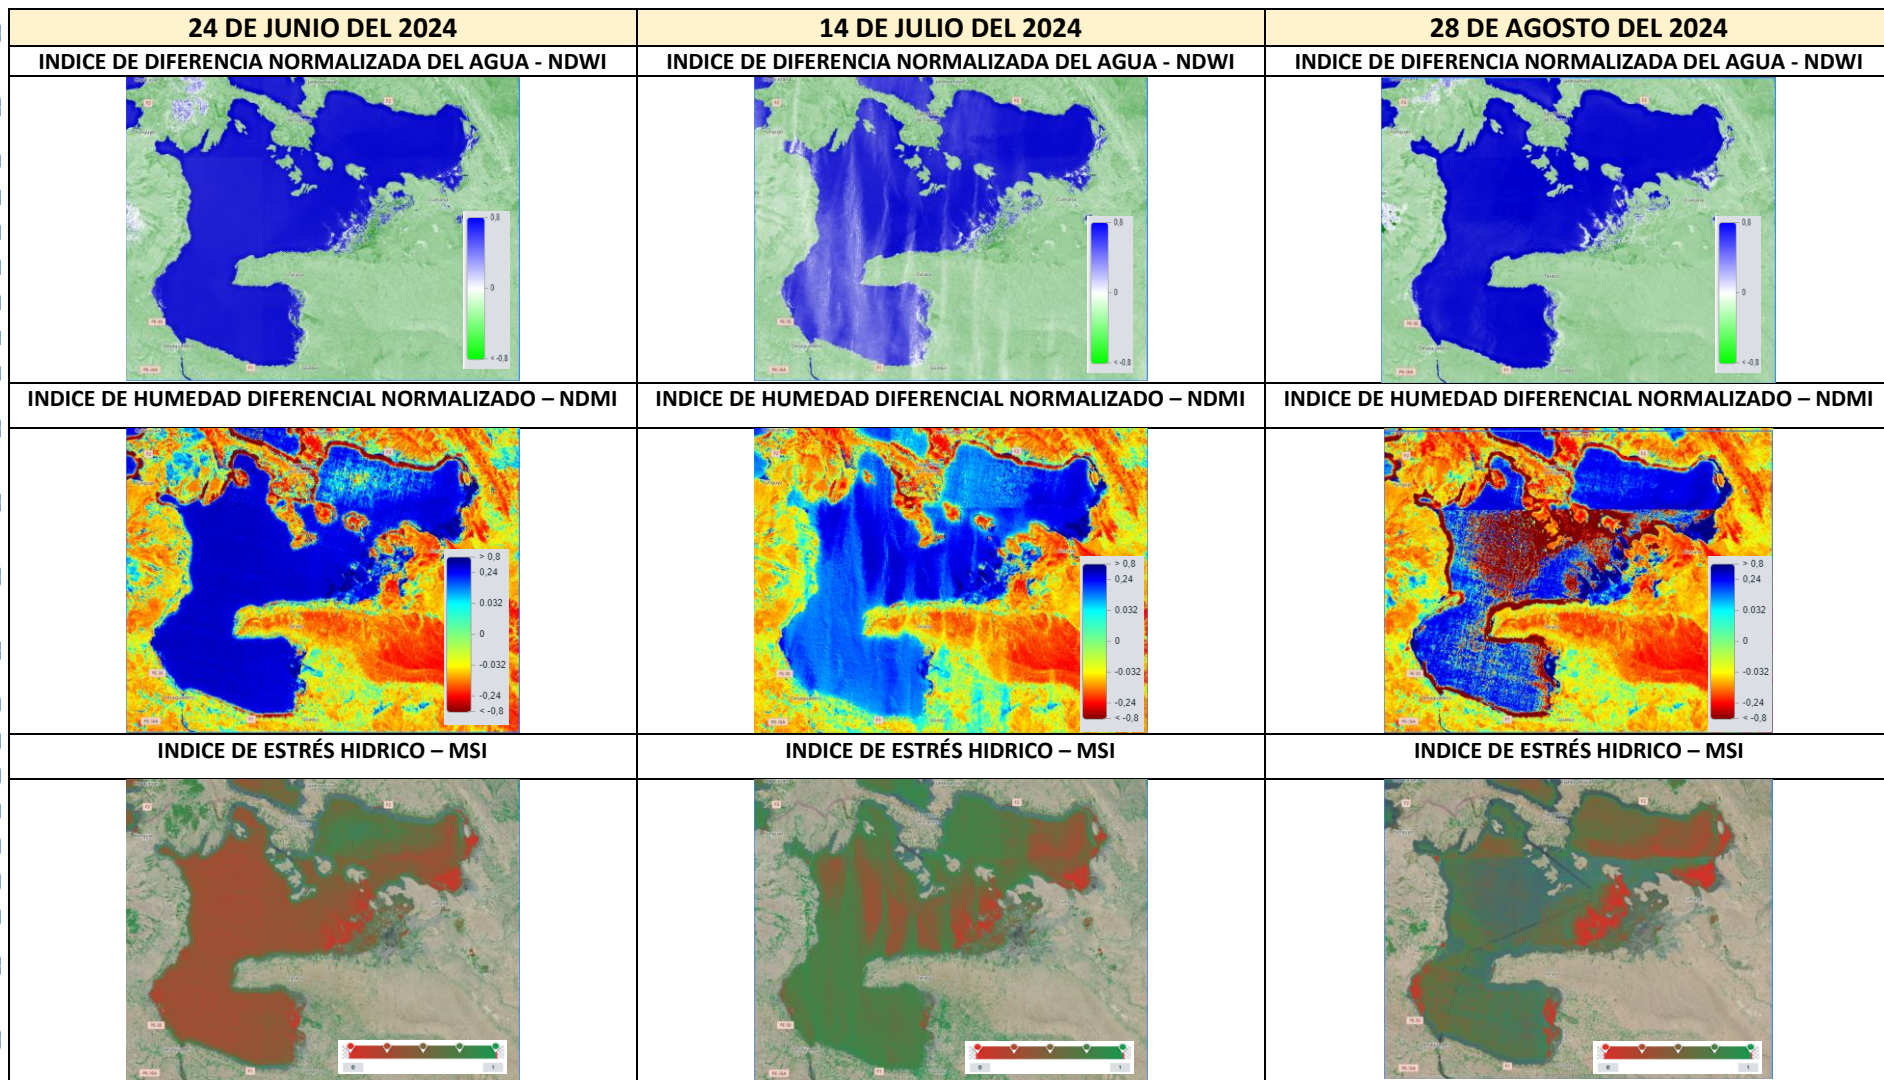 24 DE JUNIO DEL 2024
14 DE JULIO DEL 2024
28 DE AGOSTO DEL 2024
INDICE DE DIFERENCIA NORMALIZADA DEL AGUA - NDWI
INDICE DE DIFERENCIA NORMALIZADA DEL AGUA - NDWI
INDICE DE DIFERENCIA NORMALIZADA DEL AGUA - NDWI
0,8
0
< -0,8
0,8
0
< -0,8
0,8
0
< -0,8
INDICE DE HUMEDAD DIFERENCIAL NORMALIZADO – NDMI
INDICE DE HUMEDAD DIFERENCIAL NORMALIZADO – NDMI
INDICE DE HUMEDAD DIFERENCIAL NORMALIZADO – NDMI
> 0,8
0,24
0.032
0
-0.032
-0,24
< -0,8
> 0,8
0,24
0.032
0
-0.032
-0,24
< -0,8
> 0,8
0,24
0.032
0
-0.032
-0,24
< -0,8
INDICE DE ESTRÉS HIDRICO – MSI
INDICE DE ESTRÉS HIDRICO – MSI
INDICE DE ESTRÉS HIDRICO – MSI
0 1
0 1
0 1